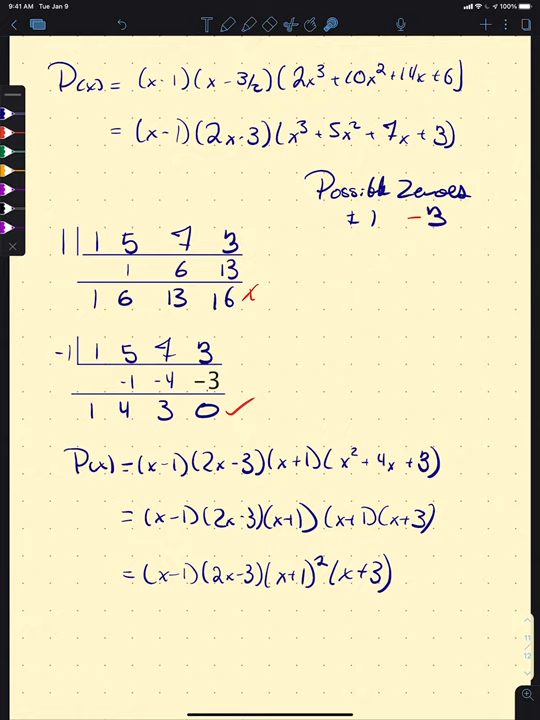 9:41 AM Tue Jan 9
100%
P(x) = (x-1)(x-3/2)(2x³+10x²+14x+6]
= (x-1)(2x-3)(x³+5x²+7x+3)
Possible Zeroes
±1 -3
1| 1 5 7 3
1 6 13
1 6 13 16 ×
-1| 1 5 7 3
-1 -4 -3
1 4 3 0 ✓
P(x) = (x-1)(2x-3)(x+1)(x²+4x+3)
= (x-1)(2x-3)(x+1)(x+1)(x+3)
= (x-1)(2x-3)(x+1)²(x+3)
11
12